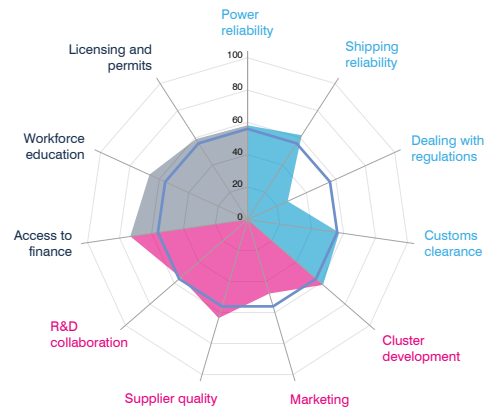 Power
reliability
Licensing and
permits
Shipping
reliability
100
80
60
40
20
0
Workforce
education
Dealing with
regulations
Access to
finance
Customs
clearance
R&D
collaboration
Cluster
development
Supplier quality
Marketing